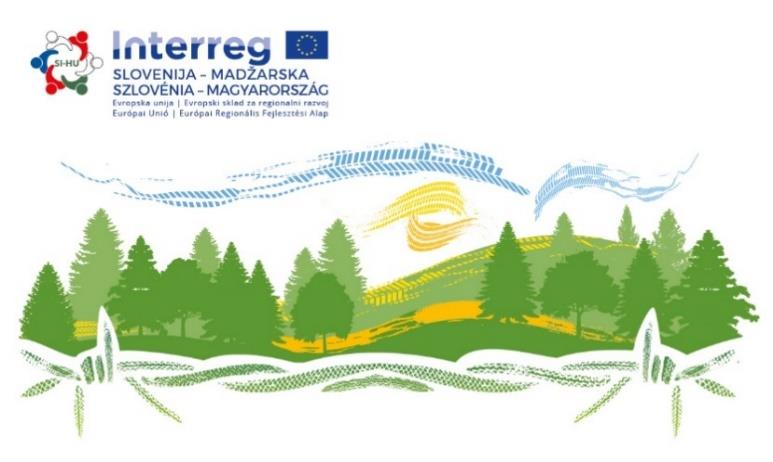 SI-HU
Interreg
SLOVENIJA – MADŽARSKA
SZLOVÉNIA – MAGYARORSZÁG
Evropska unija | Evropski sklad za regionalni razvoj
Európai Unió | Európai Regionális Fejlesztési Alap